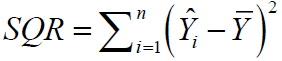 SQR = ∑_{i=1}^{n} (Ŷ_i − Ȳ)^2